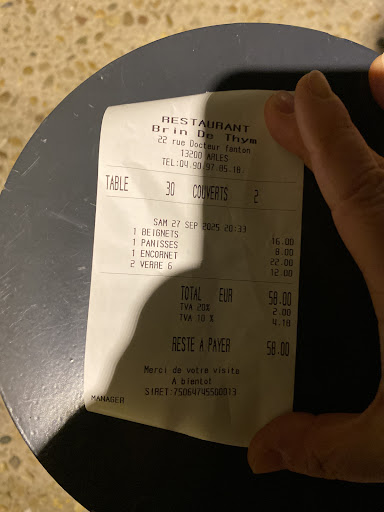 RESTAURANT
Brin De Thym
22 rue Docteur fanton
13200 ARLES
TEL:04.90.97.85.18
TABLE 30 COUVERTS 2
SAM 27 SEP 2025 20:33
1 BEIGNETS 16.00
1 PANISSES 8.00
1 ENCORNET 22.00
2 VERRE 6 12.00
TOTAL EUR 58.00
TVA 20% 2.00
TVA 10 % 4.18
RESTE A PAYER 58.00
Merci de votre visite
A bientot
SIRET:75064745500013
MANAGER